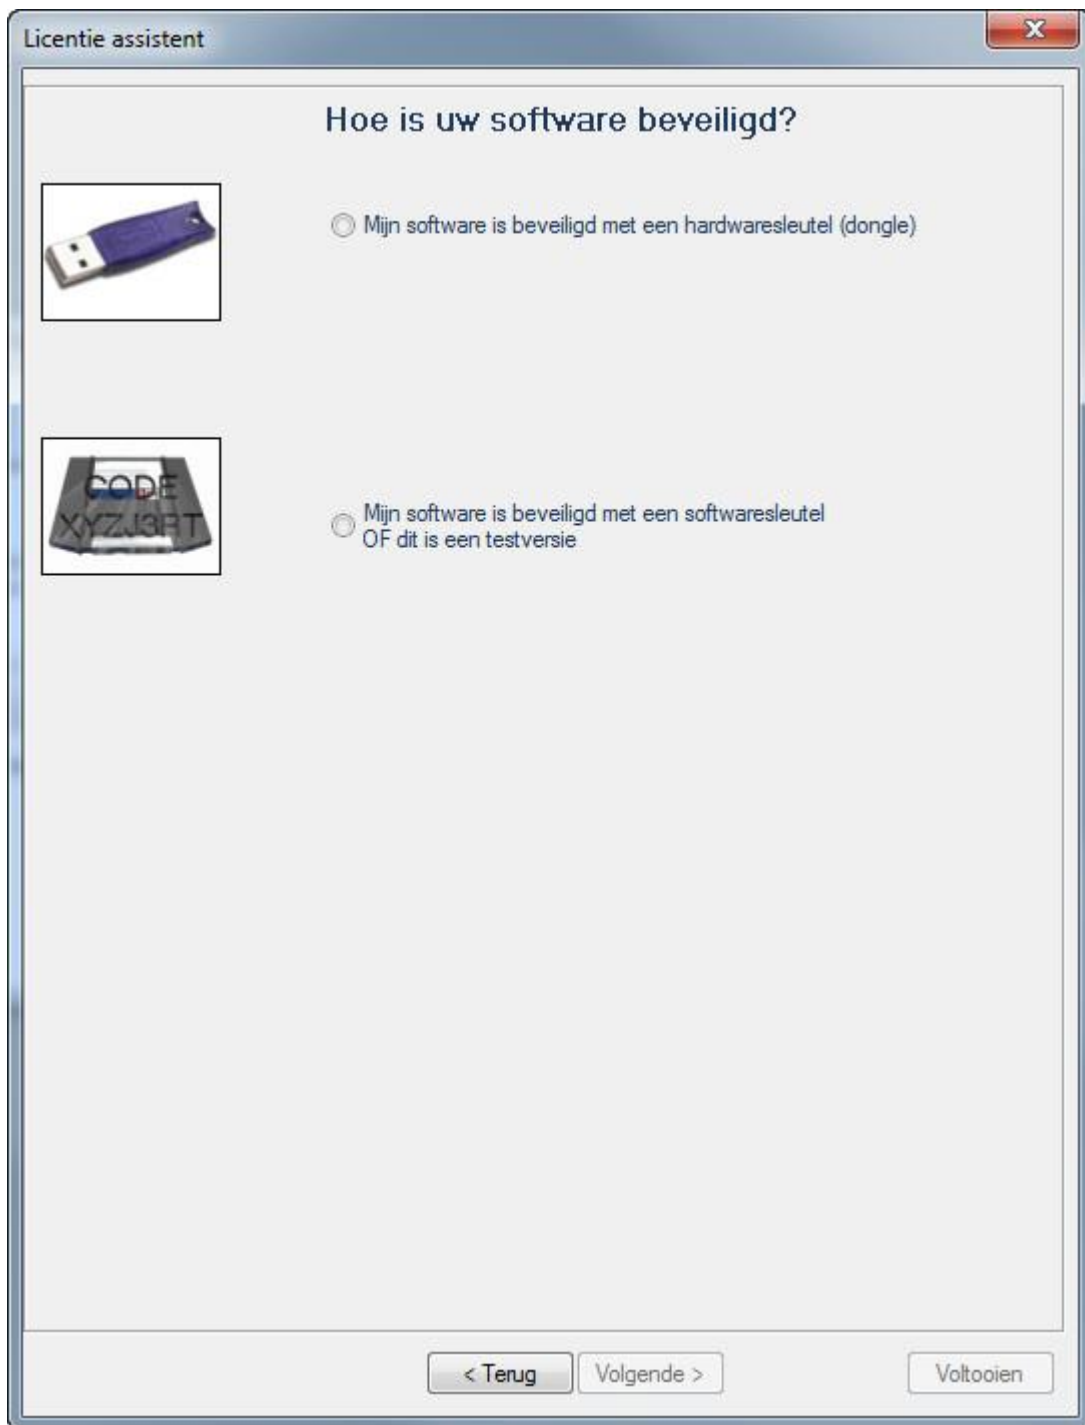 Licentie assistent
Hoe is uw software beveiligd?
Mijn software is beveiligd met een hardwaresleutel (dongle)
CODE
XYZJ3RT
Mijn software is beveiligd met een softwaresleutel
OF dit is een testversie
< Terug
Volgende >
Voltooien